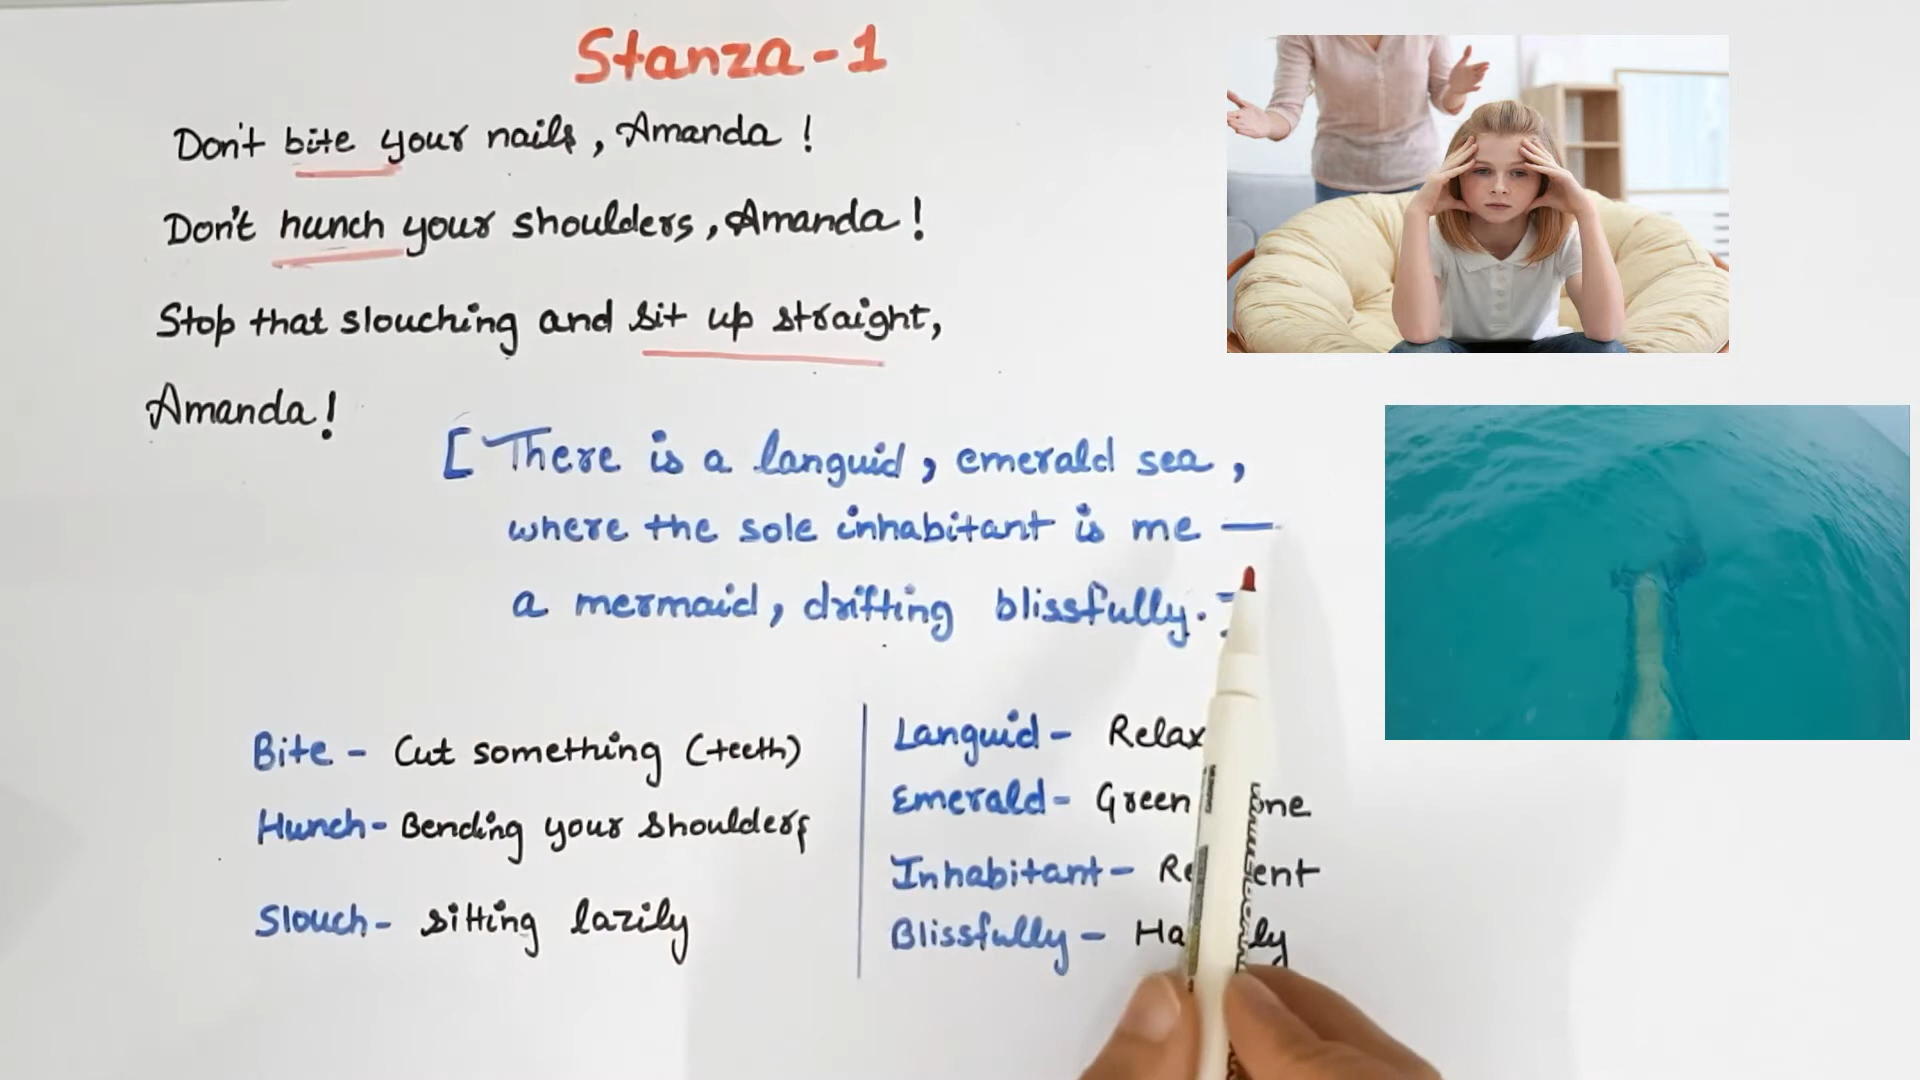 Stanza-1
Don't bite your nails, Amanda!
Don't hunch your shoulders, Amanda!
Stop that slouching and sit up straight,
Amanda!
[There is a languid, emerald sea,
where the sole inhabitant is me —
a mermaid, drifting blissfully.]
Bite - Cut something (teeth)
Hunch - Bending your shoulders
Slouch - sitting lazily
Languid - Relax
Emerald - Green
Inhabitant -
Blissfully -